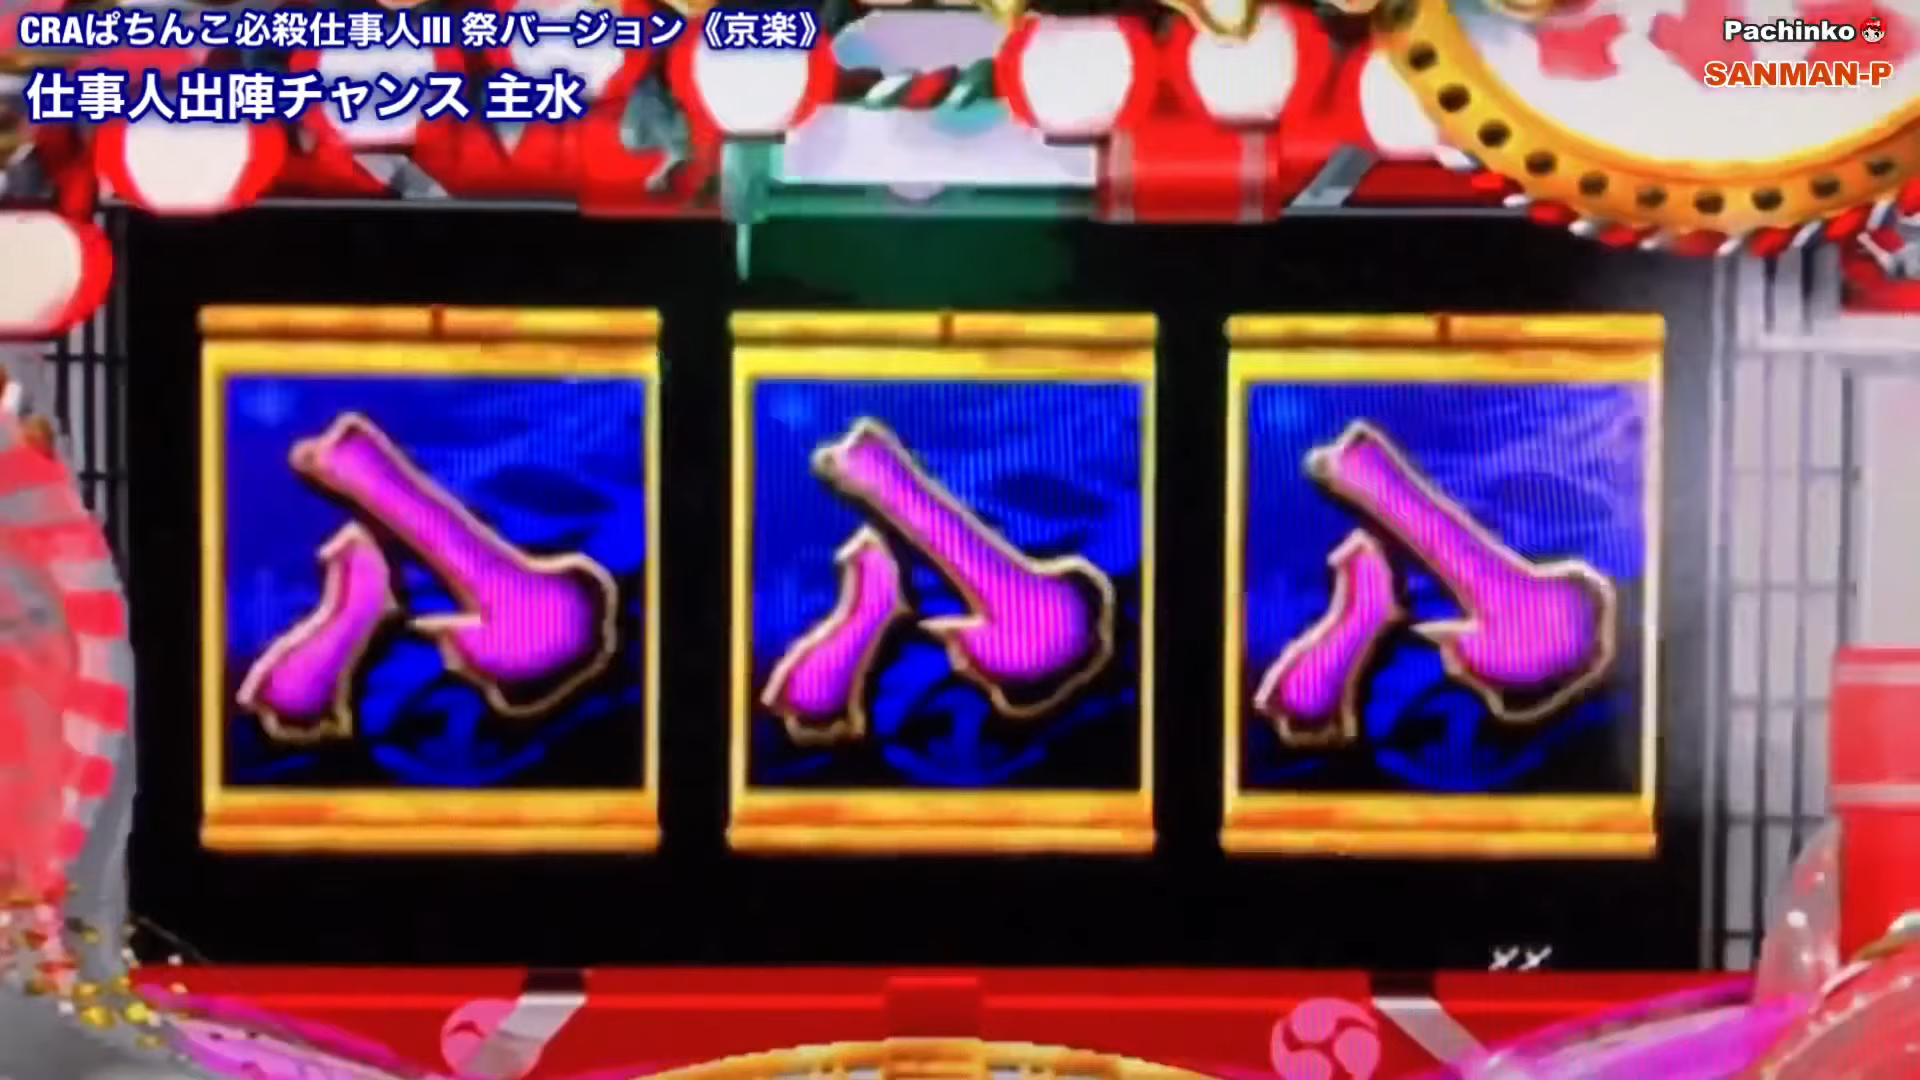 CRAぱちんこ必殺仕事人III 祭バージョン《京楽》
仕事人出陣チャンス 主水
Pachinko
SANMAN-P
八 八 八